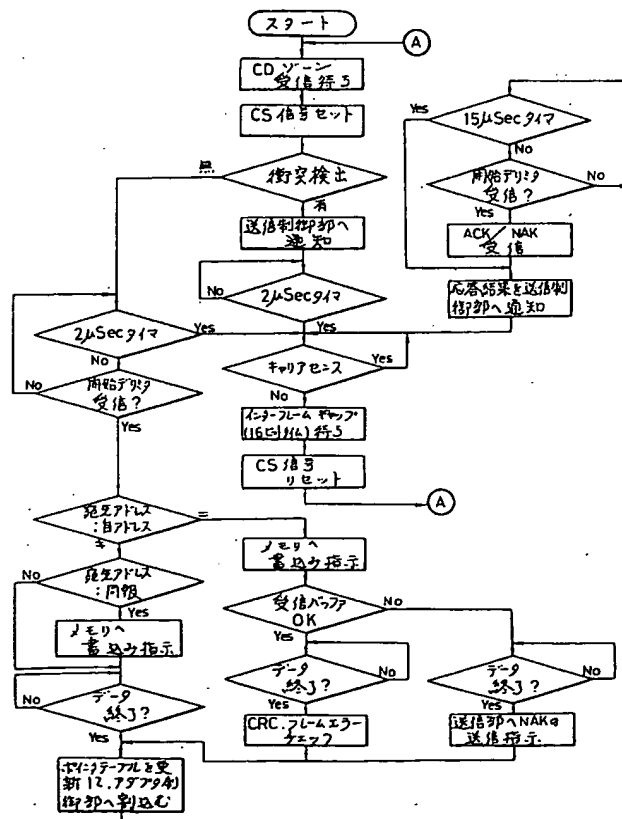 スタート
A
CD ゾーン
受信待ち
CS 信号セット
衝突検出
無
有
送信制御部へ
通知
2μSecタイマ
No
Yes
15μSecタイマ
Yes
No
開始デリミタ
受信?
No
Yes
ACK/NAK
受信
応答結果を送信制
御部へ通知
2μSecタイマ
Yes
No
開始デリミタ
受信?
No
Yes
キャリアセンス
Yes
No
インターフレームギャップ
(16ビットタイム)待ち
CS 信号
リセット
A
宛先アドレス
:自アドレス
=
≠
宛先アドレス
:同報
No
Yes
メモリへ
書込み指示
データ
終了?
No
Yes
メモリへ
書込み指示
受信バッファ
OK
No
Yes
データ
終了?
No
Yes
CRC.フレームエラー
チェック
データ
終了?
No
Yes
送信部へNAKの
送信指示
ポインタテーブルを更
新し.アダプタ制
御部へ割込む